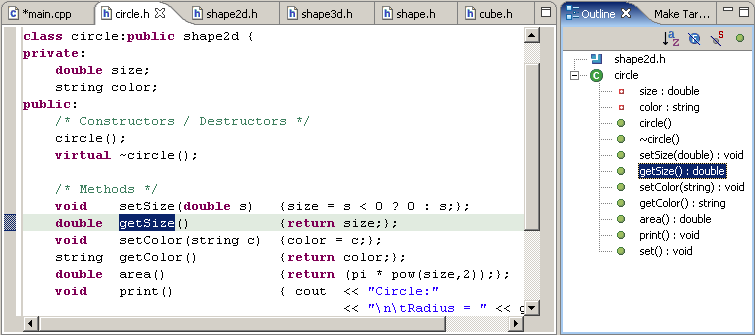 *main.cpp circle.h shape2d.h shape3d.h shape.h cube.h
class circle:public shape2d {
private:
    double size;
    string color;
public:
    /* Constructors / Destructors */
    circle();
    virtual ~circle();
    /* Methods */
    void    setSize(double s)    {size = s < 0 ? 0 : s;};
    double  getSize()            {return size;};
    void    setColor(string c)   {color = c;};
    string  getColor()           {return color;};
    double  area()               {return (pi * pow(size,2));};
    void    print()              { cout  << "Circle:"
                                         << "\n\tRadius = " << g
Outline Make Tar...
shape2d.h
circle
size : double
color : string
circle()
~circle()
setSize(double) : void
getSize() : double
setColor(string) : void
getColor() : string
area() : double
print() : void
set() : void